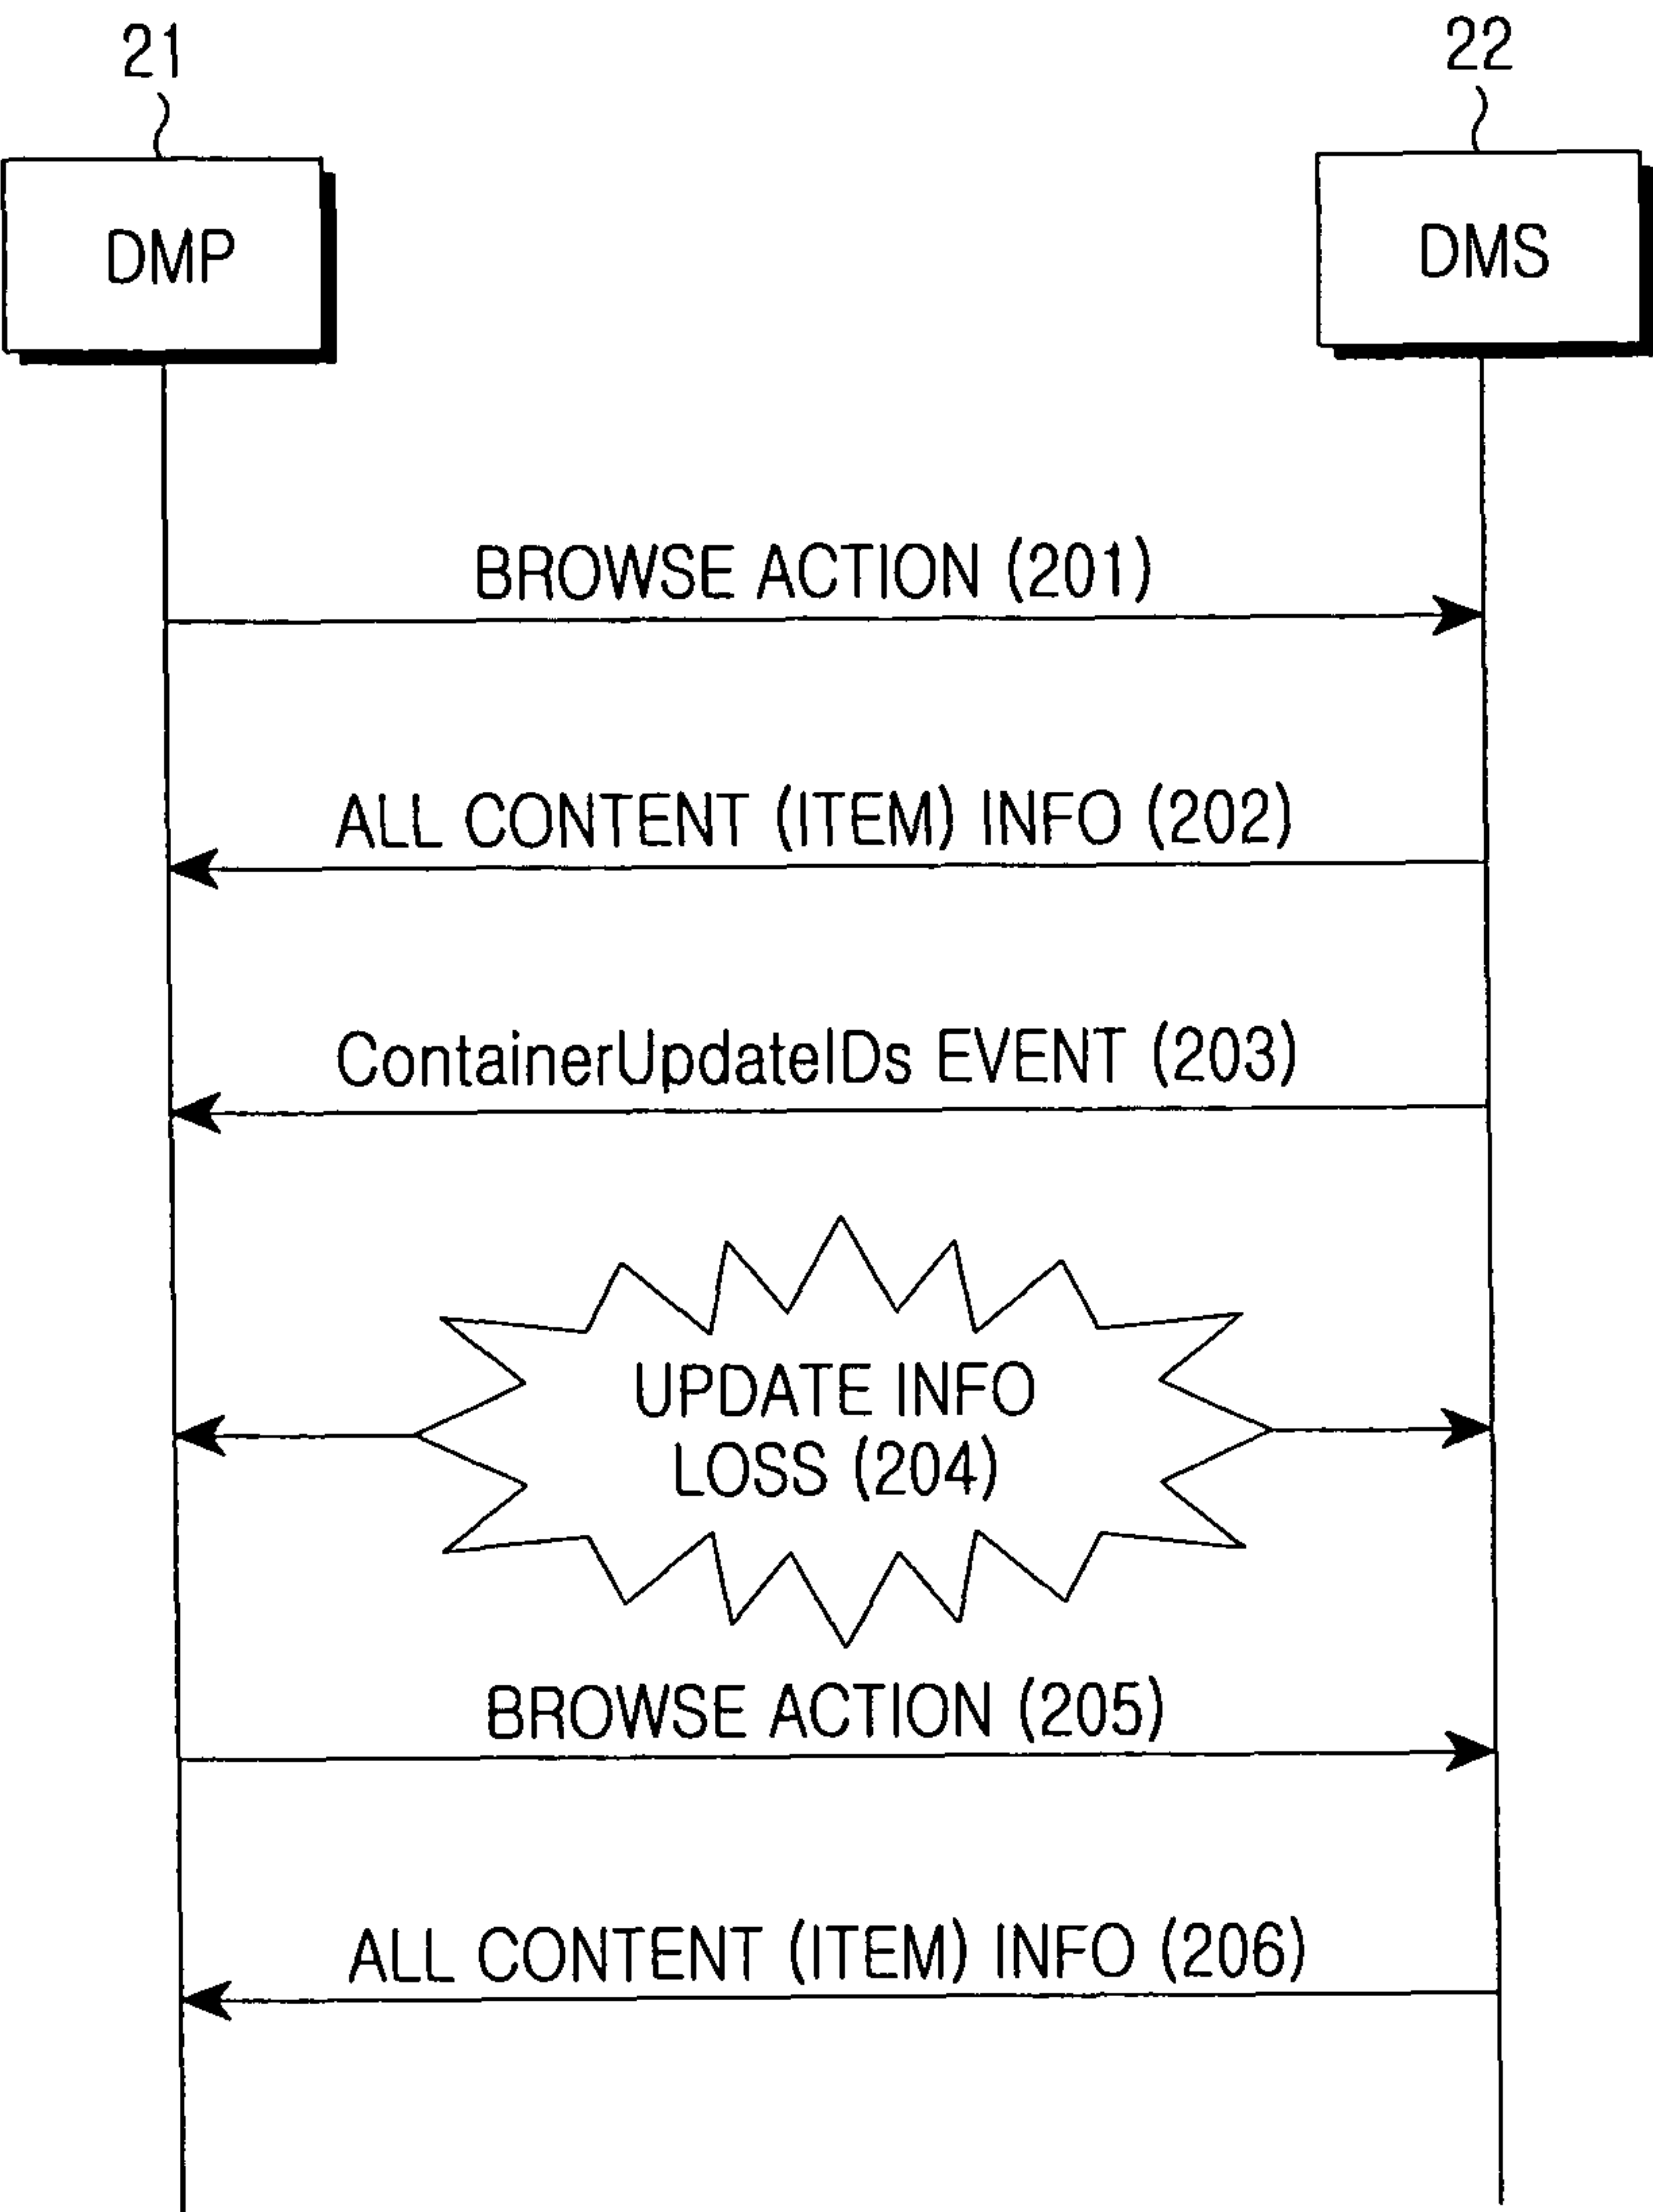 21
22
DMP
DMS
BROWSE ACTION (201)
ALL CONTENT (ITEM) INFO (202)
ContainerUpdateIDs EVENT (203)
UPDATE INFO
LOSS (204)
BROWSE ACTION (205)
ALL CONTENT (ITEM) INFO (206)